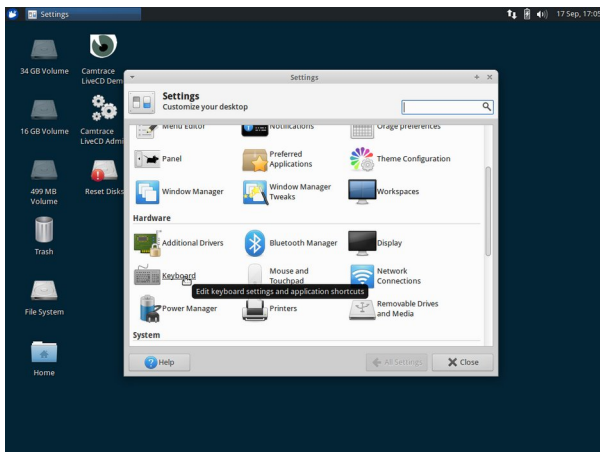 Settings
17 Sep, 17:05
34 GB Volume
Camtrace
LiveCD Dem
16 GB Volume
Camtrace
LiveCD Admi
499 MB
Volume
Reset Disks
Trash
File System
Home
Settings
Settings
Customize your desktop
Menu Editor
Notifications
Orage preferences
Panel
Preferred
Applications
Theme Configuration
Window Manager
Window Manager
Tweaks
Workspaces
Hardware
Additional Drivers
Bluetooth Manager
Display
Keyboard
Mouse and
Touchpad
Network
Connections
Edit keyboard settings and application shortcuts
Power Manager
Printers
Removable Drives
and Media
System
Help
All Settings
Close